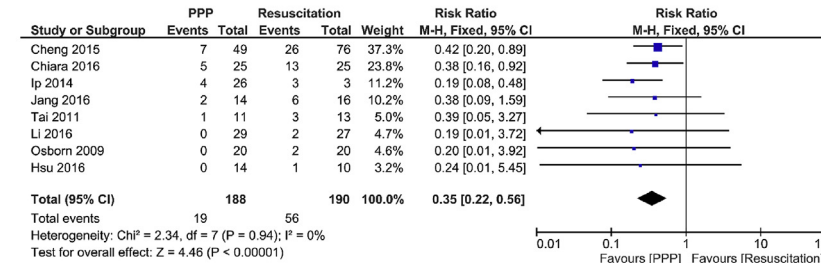 PPP Resuscitation Risk Ratio Risk Ratio
Study or Subgroup Events Total Events Total Weight M-H, Fixed, 95% CI M-H, Fixed, 95% CI
Cheng 2015 7 49 26 76 37.3% 0.42 [0.20, 0.89]
Chiara 2016 5 25 13 25 23.8% 0.38 [0.16, 0.92]
Ip 2014 4 26 3 3 11.4% 0.19 [0.08, 0.48]
Jang 2016 2 14 6 16 10.2% 0.38 [0.09, 1.59]
Tai 2011 1 11 3 13 5.0% 0.39 [0.05, 3.27]
Li 2016 0 29 2 27 4.7% 0.19 [0.01, 3.72]
Osborn 2009 0 20 2 20 4.6% 0.20 [0.01, 3.92]
Hsu 2016 0 14 1 10 3.2% 0.24 [0.01, 5.45]
Total (95% CI) 188 190 100.0% 0.35 [0.22, 0.56]
Total events 19 56
Heterogeneity: Chi² = 2.34, df = 7 (P = 0.94); I² = 0%
Test for overall effect: Z = 4.46 (P < 0.00001)
0.01 0.1 1 10
Favours [PPP] Favours [Resuscitation]